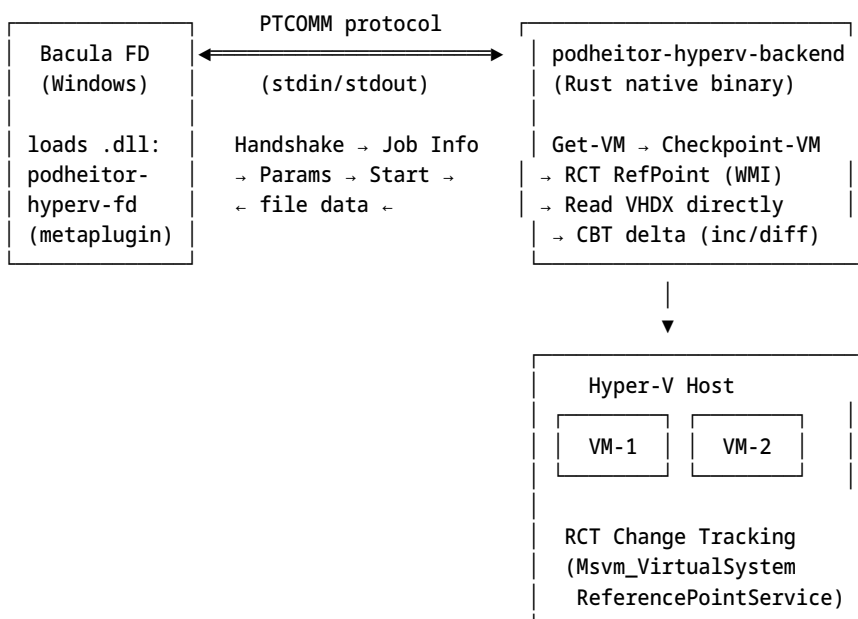 PTCOMM protocol
Bacula FD
(Windows)
loads .dll:
podheitor-
hyperv-fd
(metaplugin)
(stdin/stdout)
Handshake → Job Info
→ Params → Start →
← file data ←
podheitor-hyperv-backend
(Rust native binary)
Get-VM → Checkpoint-VM
→ RCT RefPoint (WMI)
→ Read VHDX directly
→ CBT delta (inc/diff)
Hyper-V Host
VM-1
VM-2
RCT Change Tracking
(Msvm_VirtualSystem
ReferencePointService)